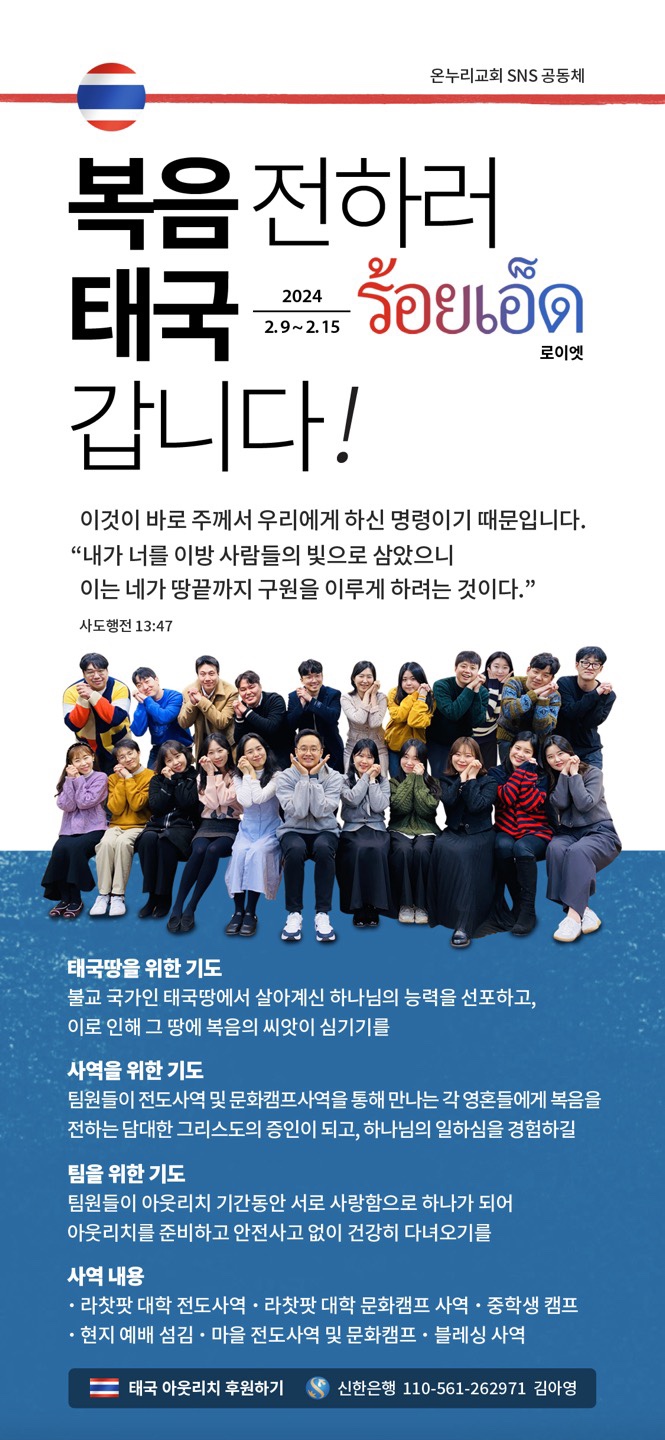 온누리교회 SNS 공동체
복음 전하러
태국 2024 2.9~2.15 ร้อยเอ็ด
로이엣
갑니다!
이것이 바로 주께서 우리에게 하신 명령이기 때문입니다.
“내가 너를 이방 사람들의 빛으로 삼았으니
이는 네가 땅끝까지 구원을 이루게 하려는 것이다.”
사도행전 13:47
태국땅을 위한 기도
불교 국가인 태국땅에서 살아계신 하나님의 능력을 선포하고,
이로 인해 그 땅에 복음의 씨앗이 심기기를
사역을 위한 기도
팀원들이 전도사역 및 문화캠프사역을 통해 만나는 각 영혼들에게 복음을
전하는 담대한 그리스도의 증인이 되고, 하나님의 일하심을 경험하길
팀을 위한 기도
팀원들이 아웃리치 기간동안 서로 사랑함으로 하나가 되어
아웃리치를 준비하고 안전사고 없이 건강히 다녀오기를
사역 내용
· 라찻팟 대학 전도사역 · 라찻팟 대학 문화캠프 사역 · 중학생 캠프
· 현지 예배 섬김 · 마을 전도사역 및 문화캠프 · 블레싱 사역
태국 아웃리치 후원하기 신한은행 110-561-262971 김아영